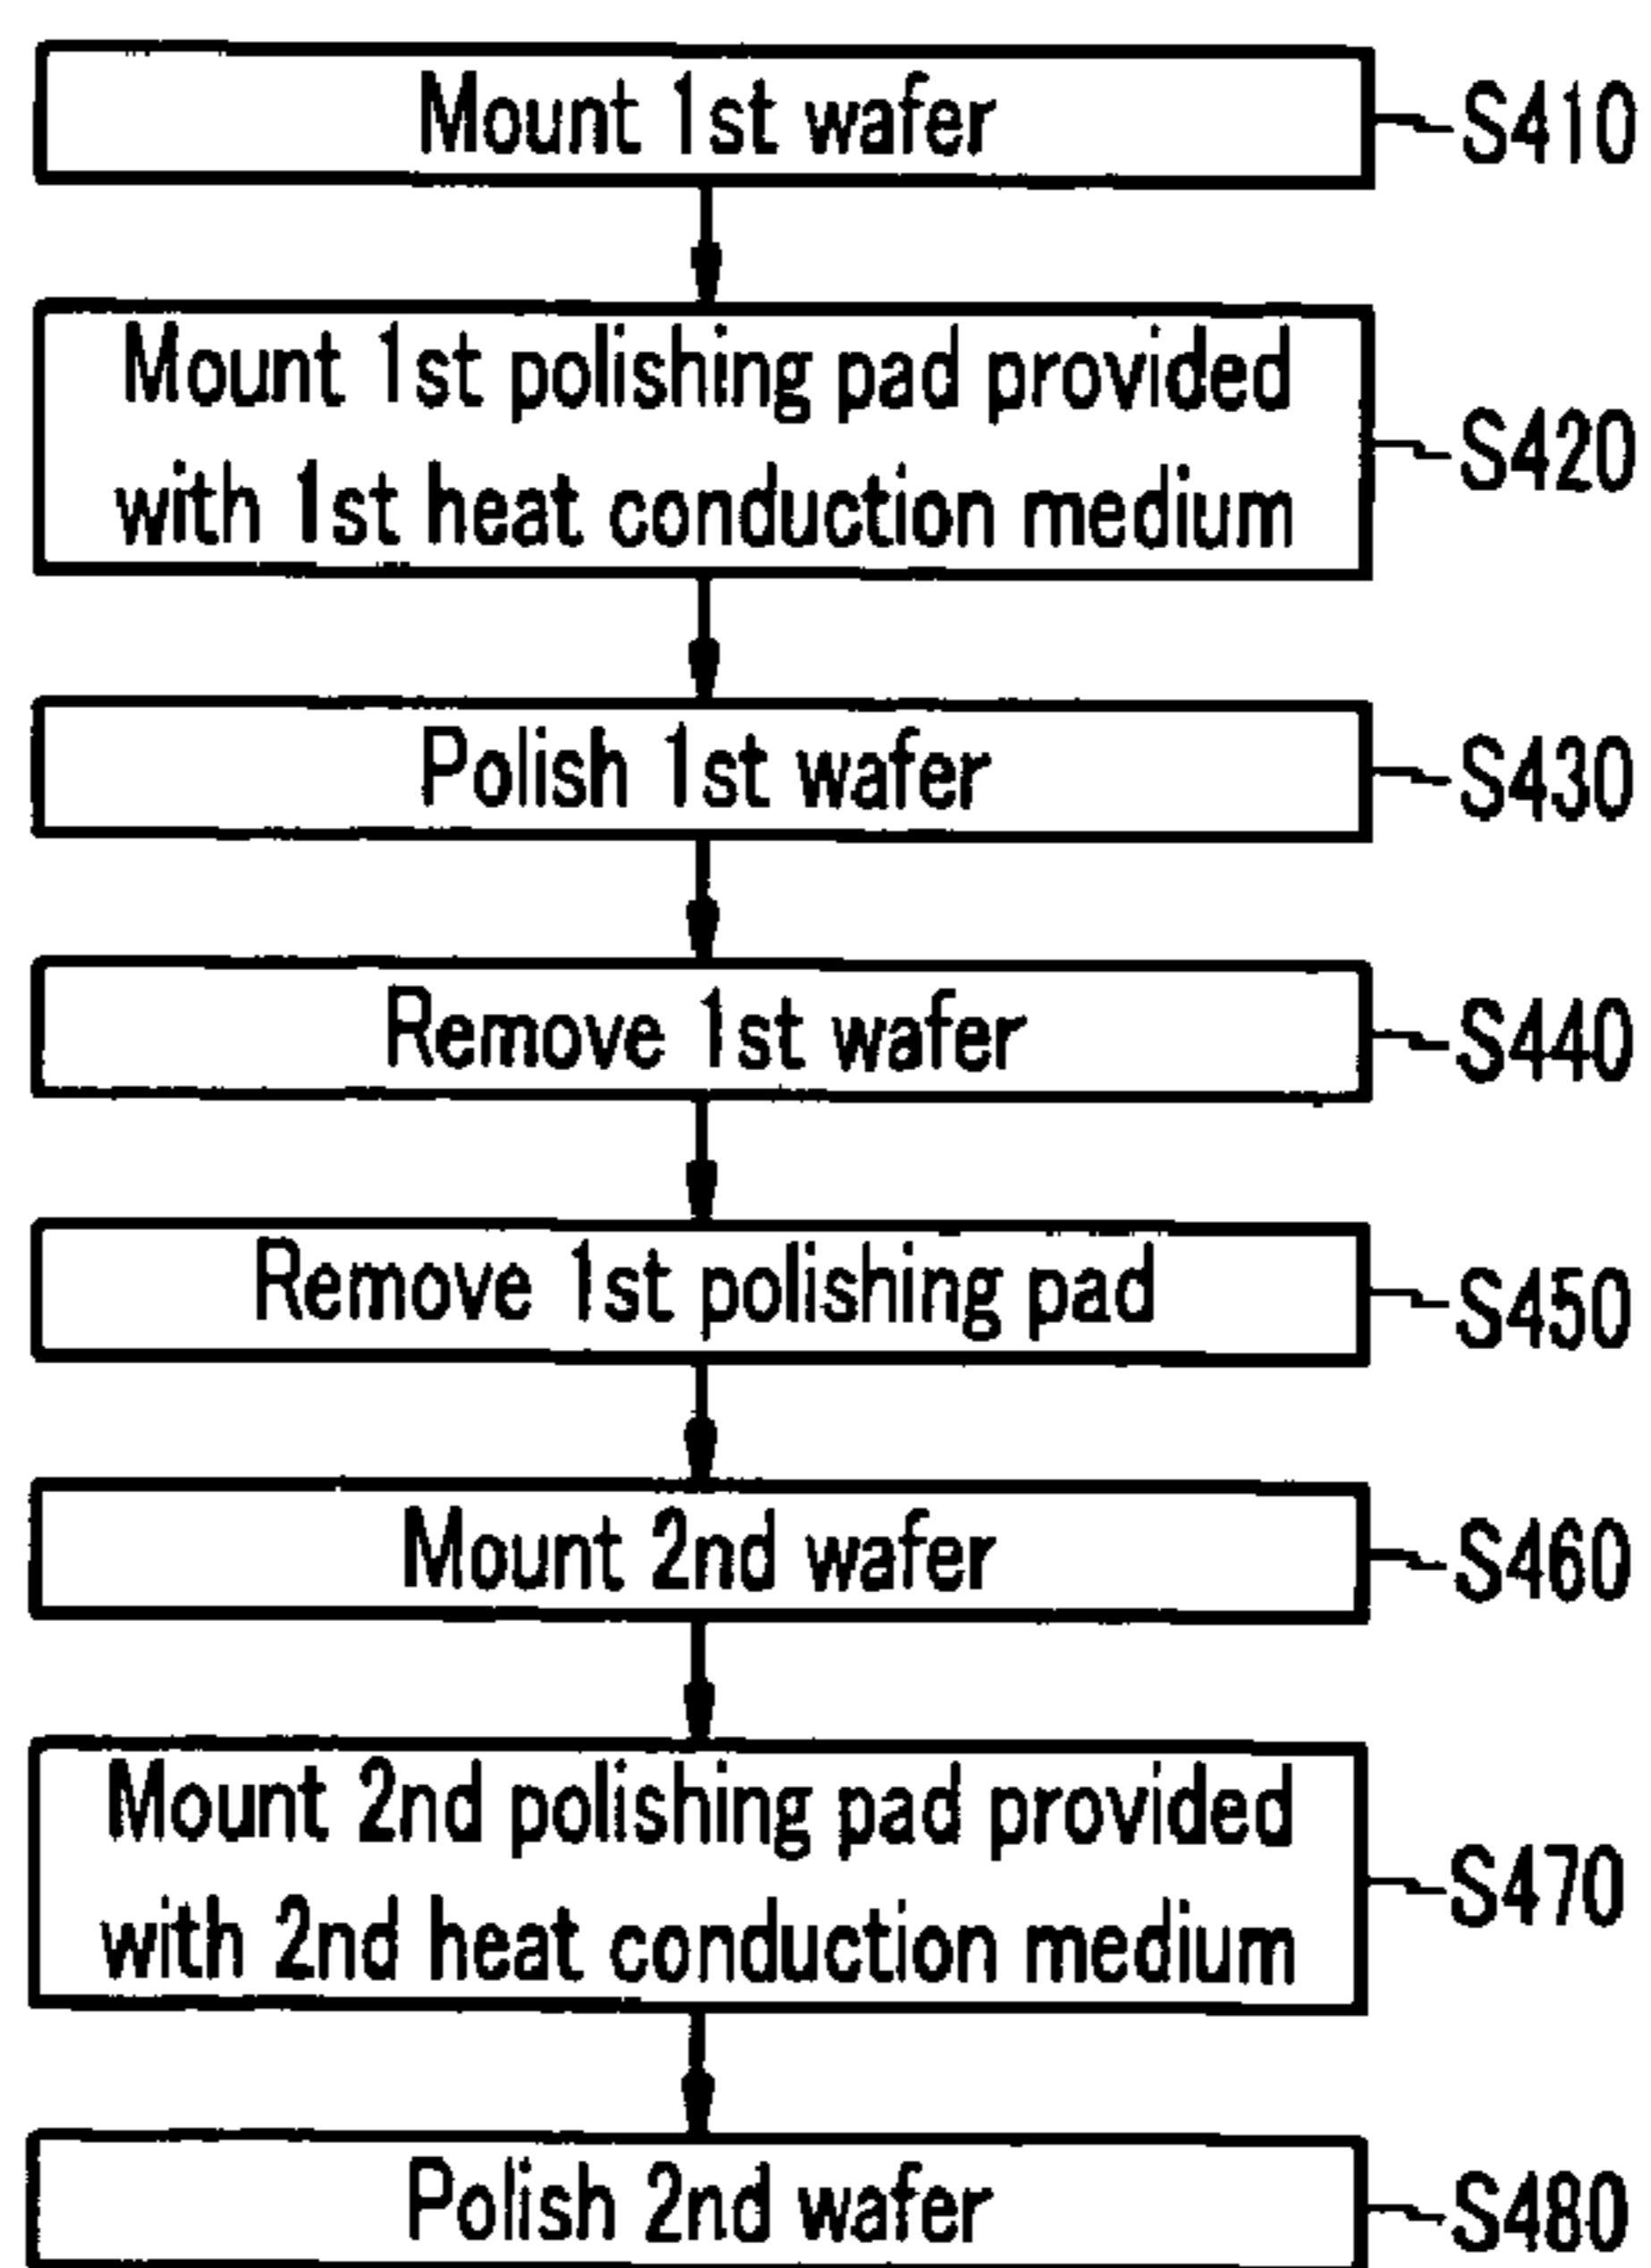 Mount 1st wafer
S410
Mount 1st polishing pad provided
with 1st heat conduction medium
S420
Polish 1st wafer
S430
Remove 1st wafer
S440
Remove 1st polishing pad
S450
Mount 2nd wafer
S460
Mount 2nd polishing pad provided
with 2nd heat conduction medium
S470
Polish 2nd wafer
S480